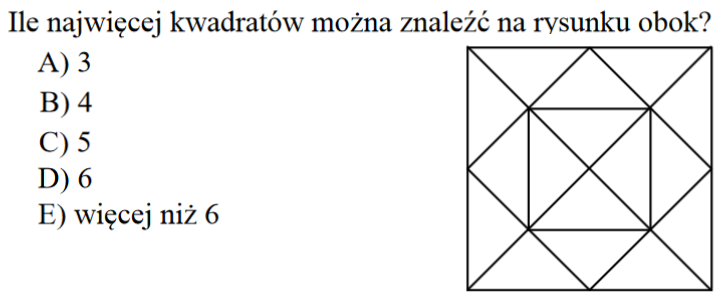 Ile najwięcej kwadratów można znaleźć na rysunku obok?
A) 3
B) 4
C) 5
D) 6
E) więcej niż 6